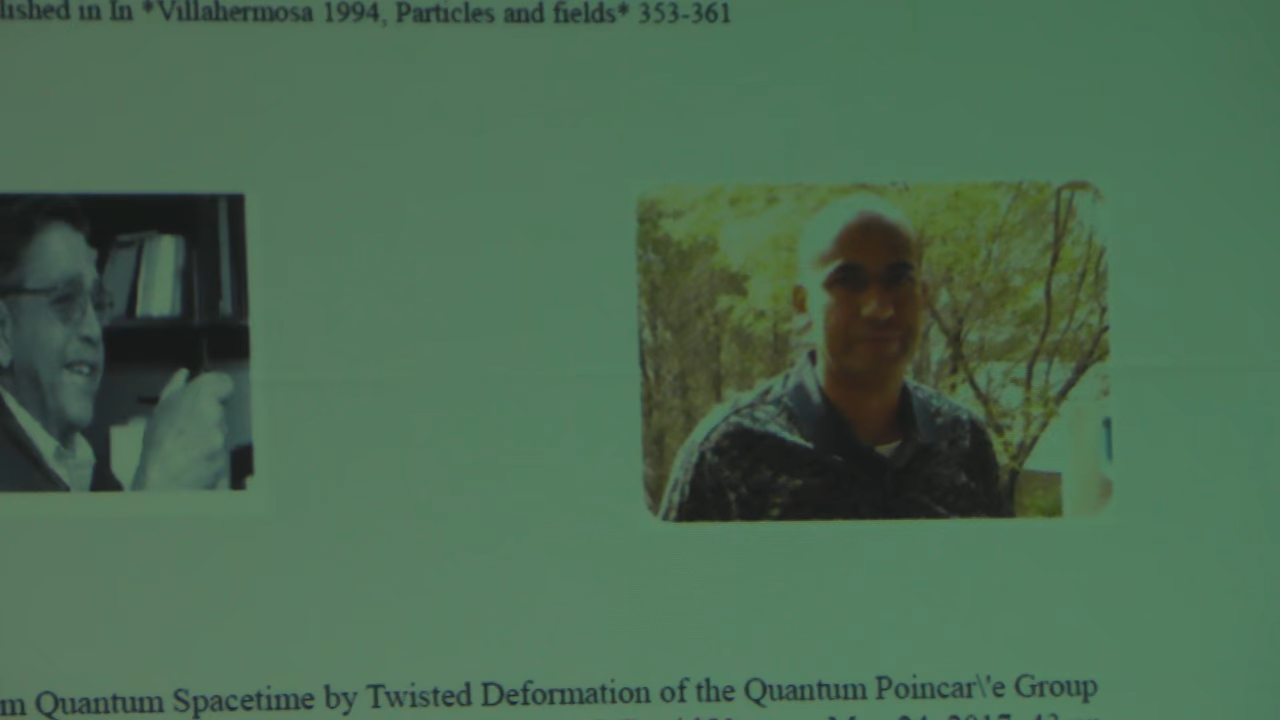 lished in In *Villahermosa 1994, Particles and fields* 353-361
m Quantum Spacetime by Twisted Deformation of the Quantum Poincar\'e Group